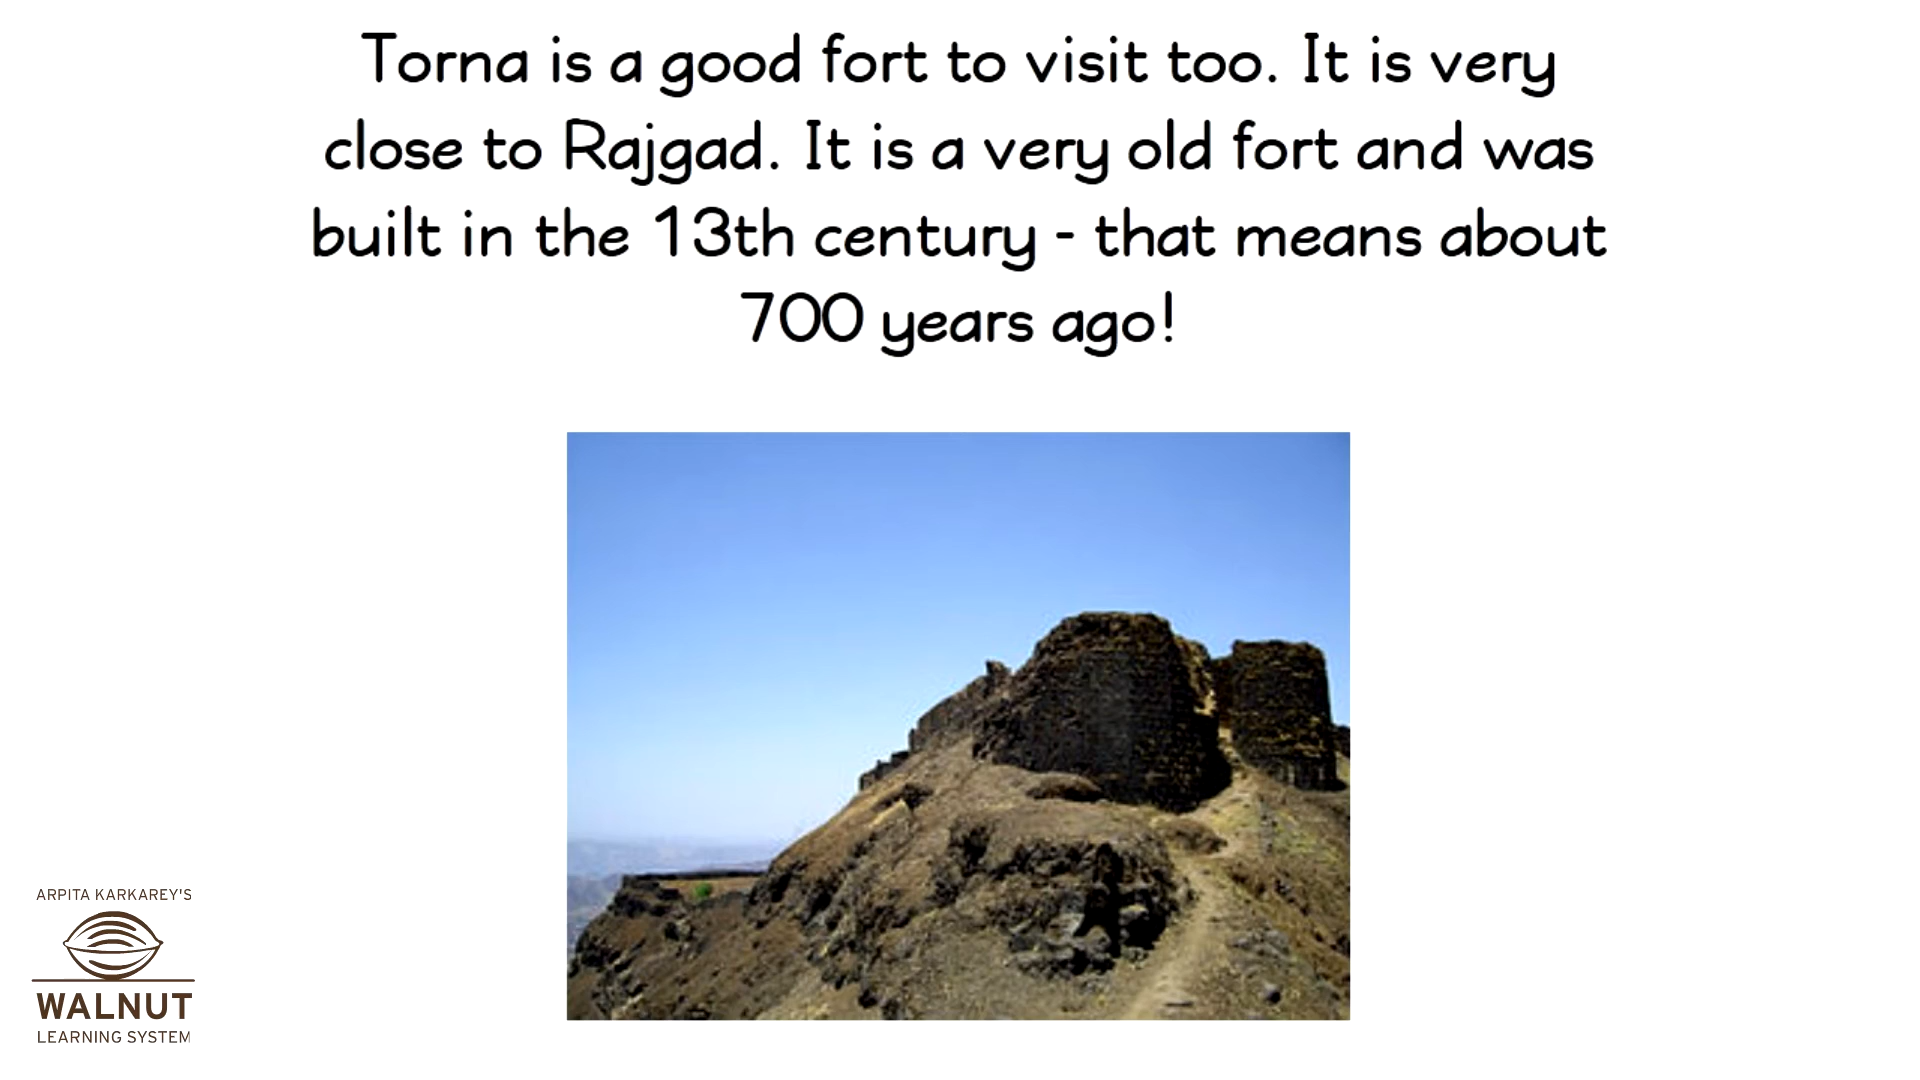 Torna is a good fort to visit too. It is very
close to Rajgad. It is a very old fort and was
built in the 13th century - that means about
700 years ago!
ARPITA KARKAREY'S
WALNUT
LEARNING SYSTEM